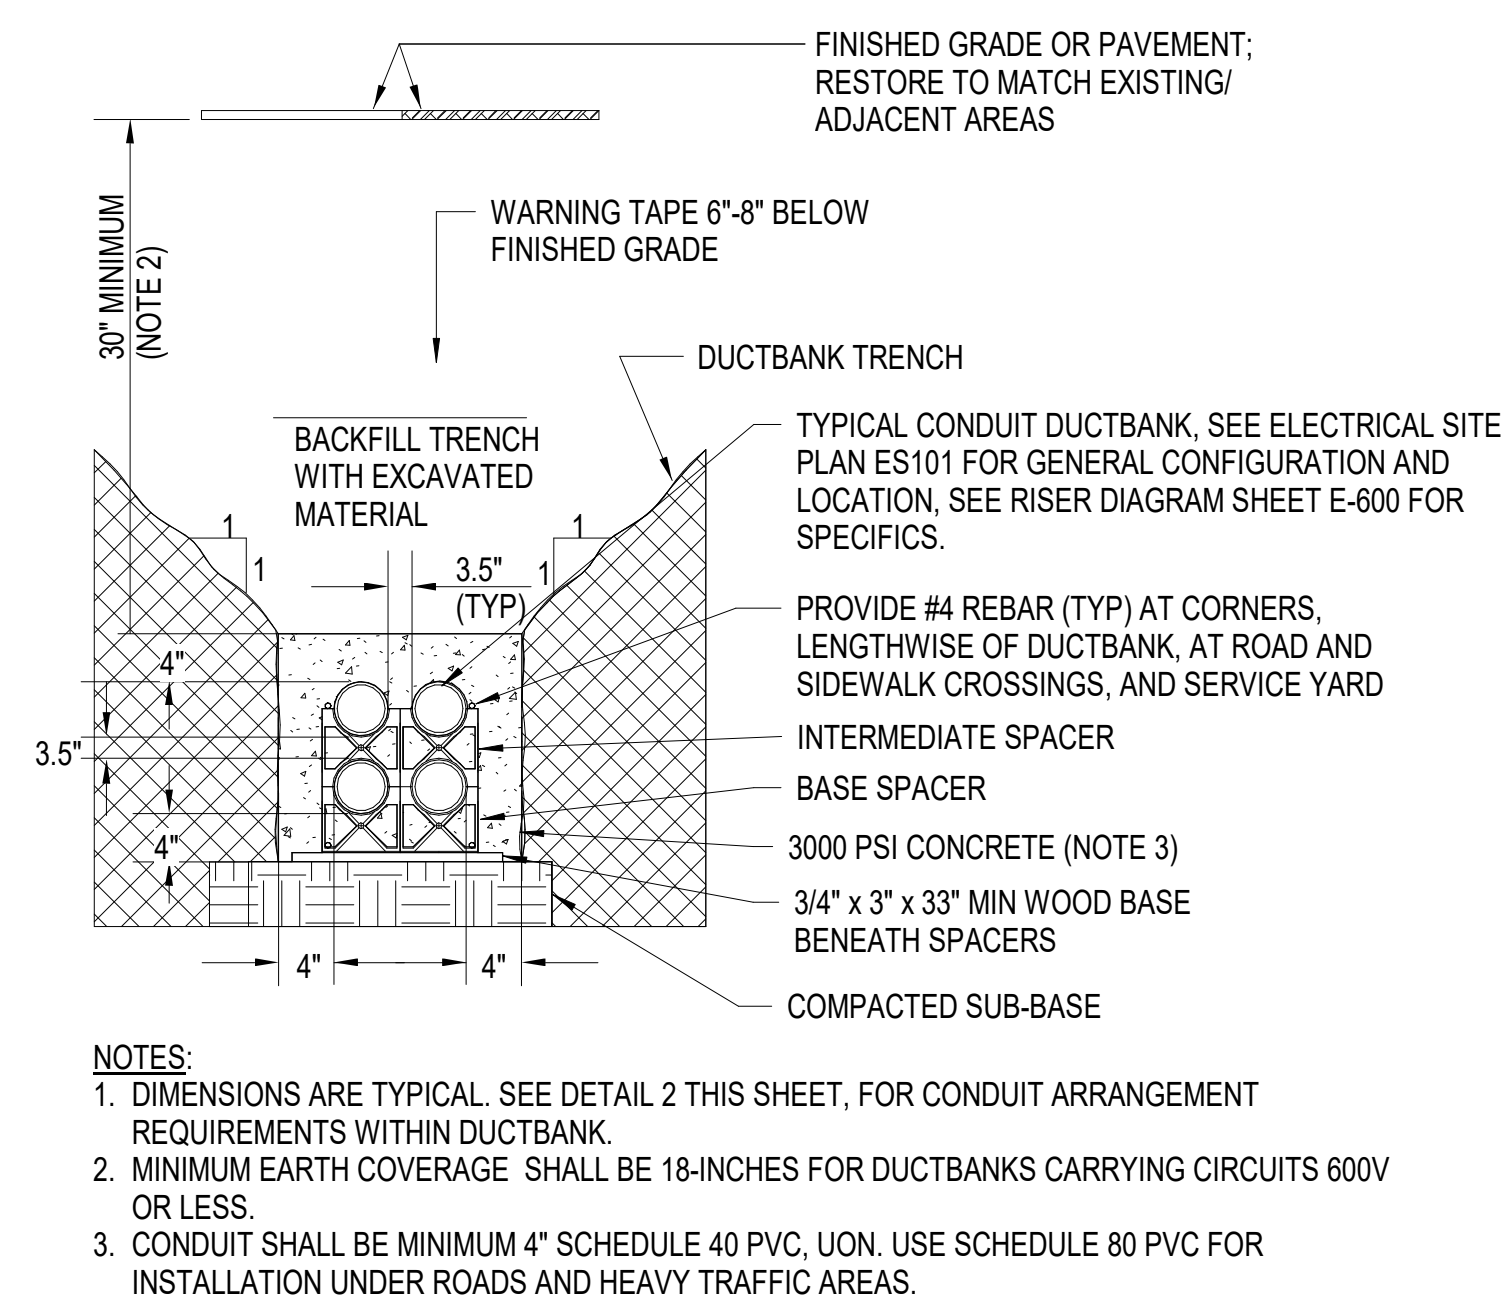 FINISHED GRADE OR PAVEMENT;
RESTORE TO MATCH EXISTING/
ADJACENT AREAS
30" MINIMUM
(NOTE 2)
WARNING TAPE 6"-8" BELOW
FINISHED GRADE
DUCTBANK TRENCH
BACKFILL TRENCH
WITH EXCAVATED
MATERIAL
TYPICAL CONDUIT DUCTBANK, SEE ELECTRICAL SITE
PLAN ES101 FOR GENERAL CONFIGURATION AND
LOCATION, SEE RISER DIAGRAM SHEET E-600 FOR
SPECIFICS.
1
1
1
1
3.5"
(TYP)
PROVIDE #4 REBAR (TYP) AT CORNERS,
LENGTHWISE OF DUCTBANK, AT ROAD AND
SIDEWALK CROSSINGS, AND SERVICE YARD
4"
3.5"
4"
INTERMEDIATE SPACER
BASE SPACER
3000 PSI CONCRETE (NOTE 3)
3/4" x 3" x 33" MIN WOOD BASE
BENEATH SPACERS
4"
4"
COMPACTED SUB-BASE
NOTES:
1. DIMENSIONS ARE TYPICAL. SEE DETAIL 2 THIS SHEET, FOR CONDUIT ARRANGEMENT
REQUIREMENTS WITHIN DUCTBANK.
2. MINIMUM EARTH COVERAGE SHALL BE 18-INCHES FOR DUCTBANKS CARRYING CIRCUITS 600V
OR LESS.
3. CONDUIT SHALL BE MINIMUM 4" SCHEDULE 40 PVC, UON. USE SCHEDULE 80 PVC FOR
INSTALLATION UNDER ROADS AND HEAVY TRAFFIC AREAS.